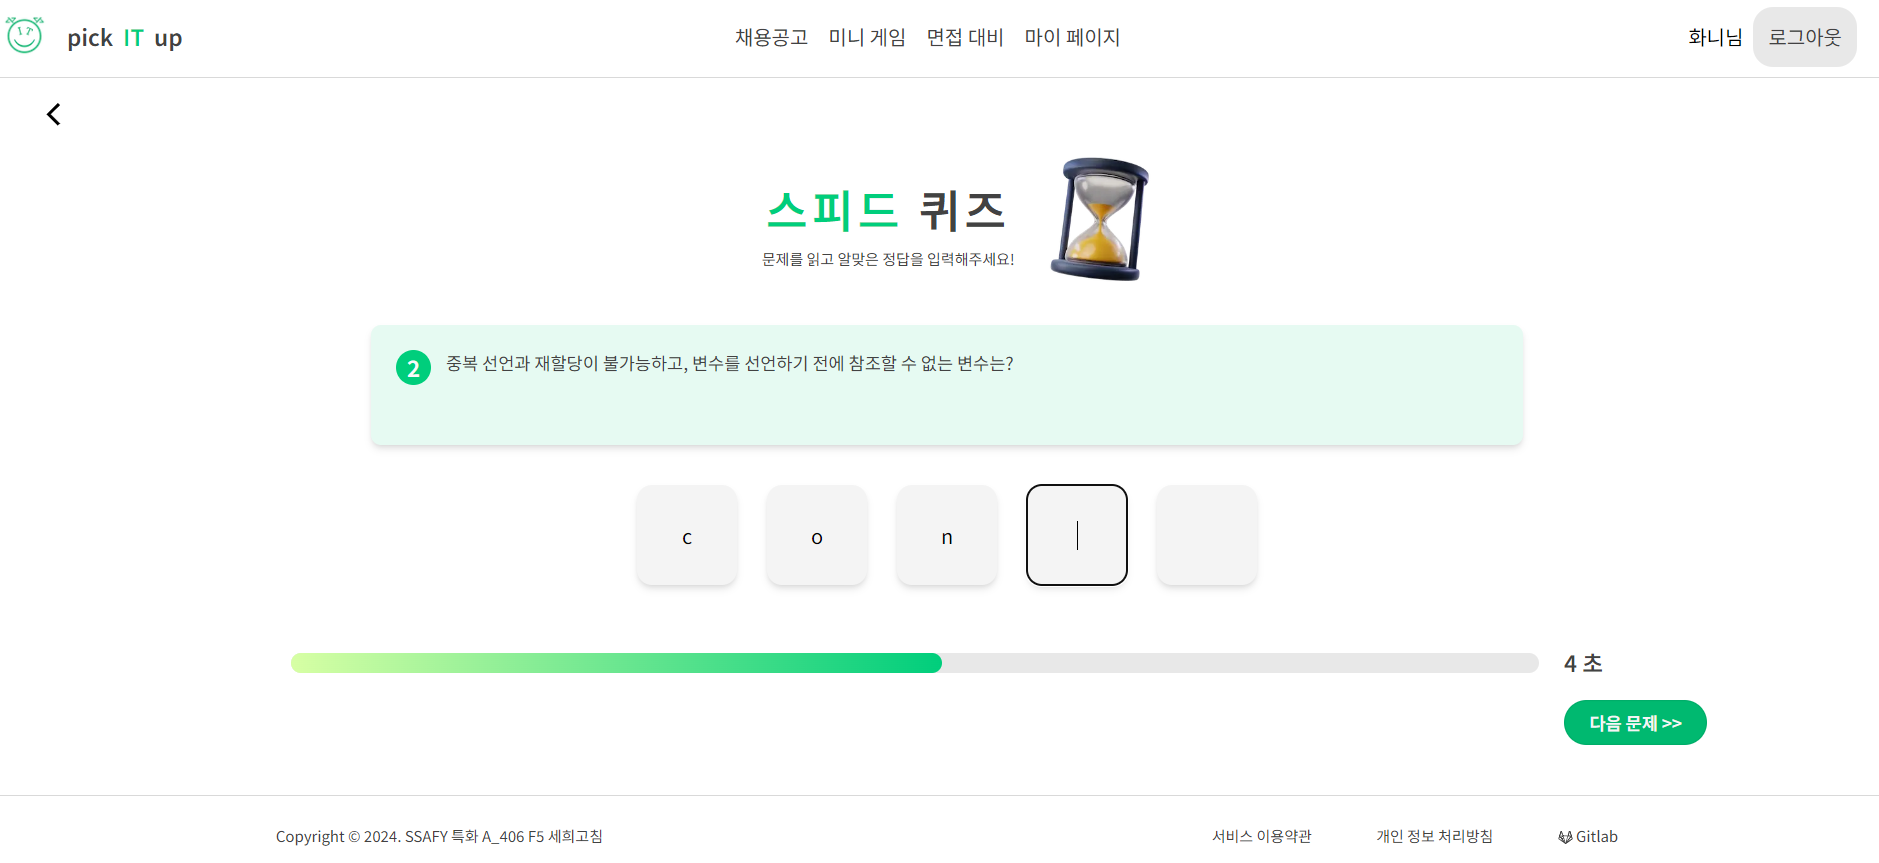 pick IT up
채용공고 미니 게임 면접 대비 마이 페이지
화니님 로그아웃
스피드 퀴즈
문제를 읽고 알맞은 정답을 입력해주세요!
2 중복 선언과 재할당이 불가능하고, 변수를 선언하기 전에 참조할 수 없는 변수는?
c o n
4 초
다음 문제 >>
Copyright © 2024. SSAFY 특화 A_406 F5 세희고침
서비스 이용약관 개인 정보 처리방침 Gitlab